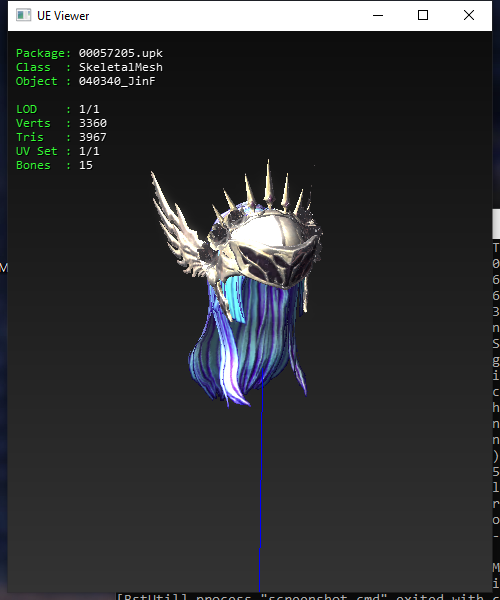 UE Viewer
Package: 00057205.upk
Class  : SkeletalMesh
Object : 040340_JinF
LOD    : 1/1
Verts  : 3360
Tris   : 3967
UV Set : 1/1
Bones  : 15
[BstUtil] process "screenshot.cmd" exited with c